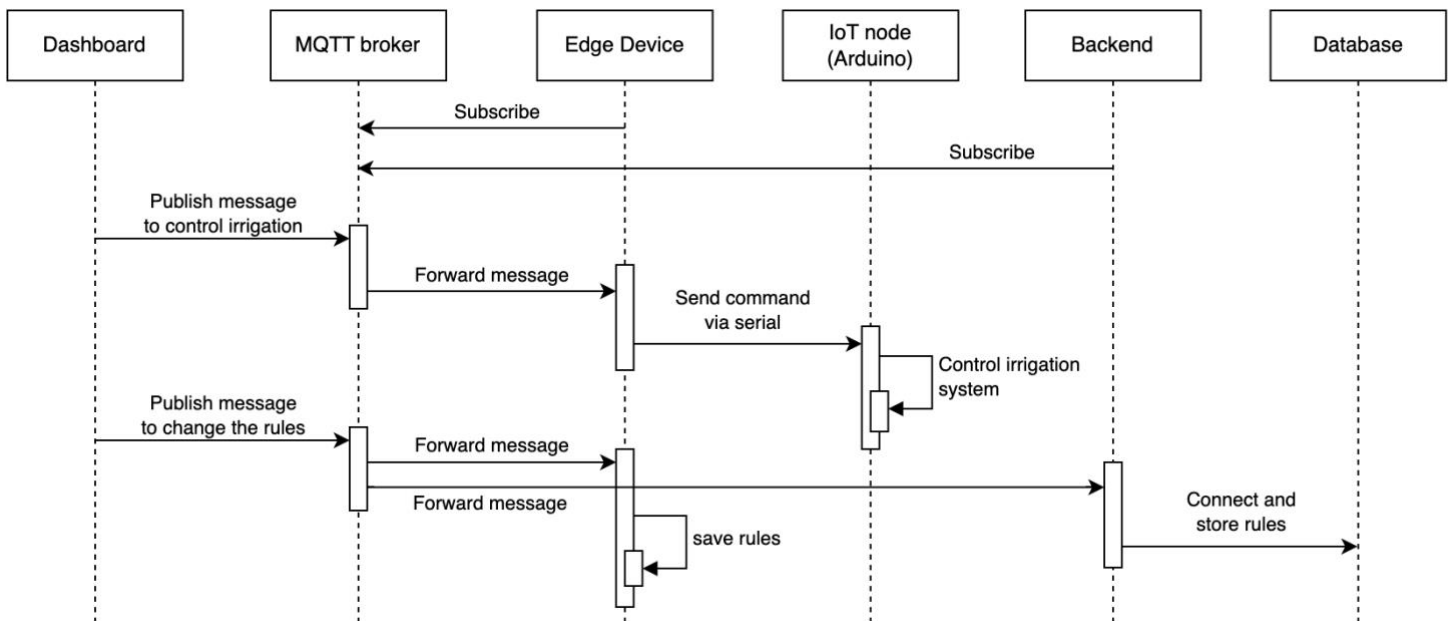 Dashboard
MQTT broker
Edge Device
IoT node
(Arduino)
Backend
Database
Subscribe
Subscribe
Publish message
to control irrigation
Forward message
Send command
via serial
Control irrigation
system
Publish message
to change the rules
Forward message
Forward message
Connect and
store rules
save rules